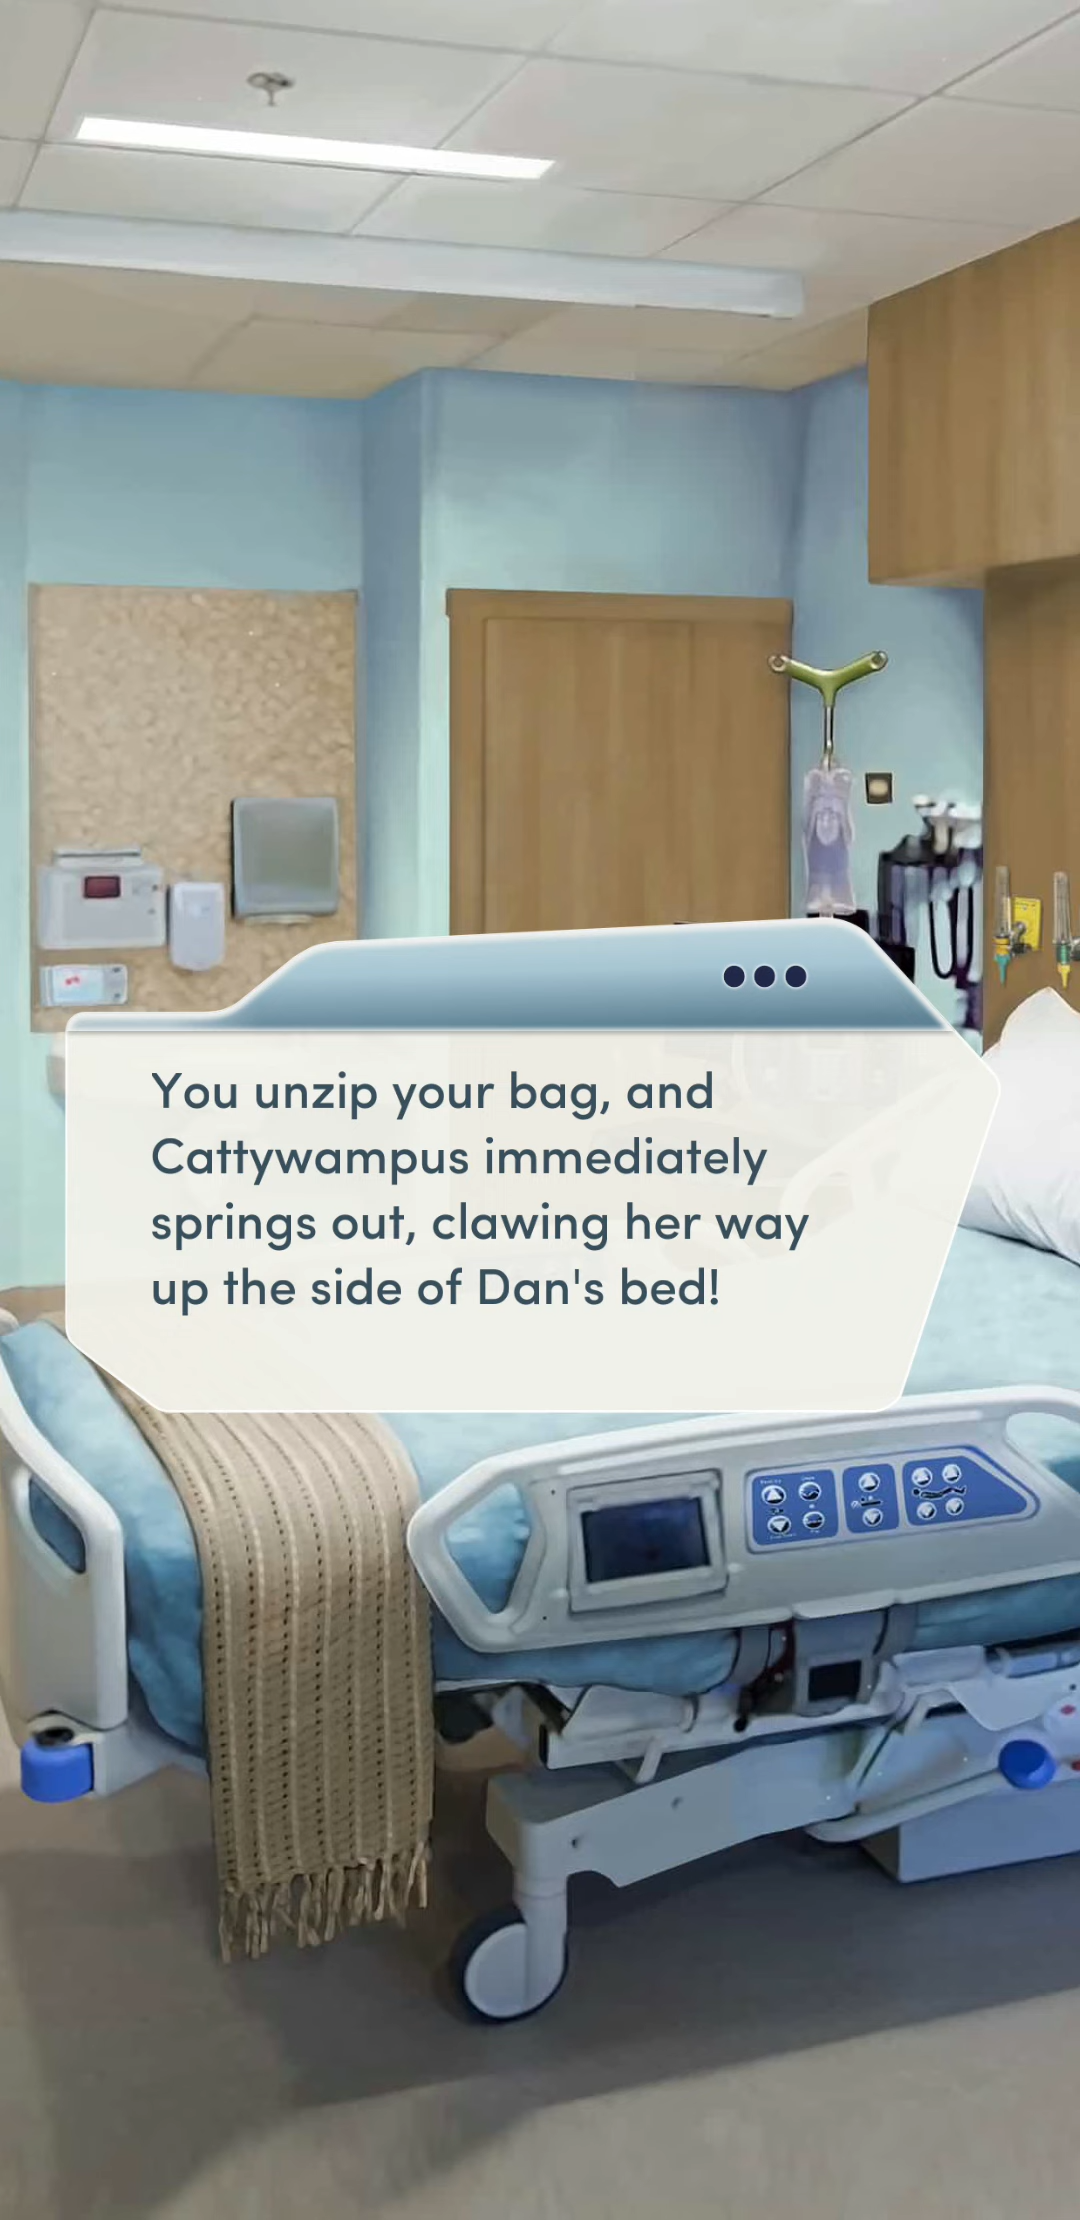 You unzip your bag, and
Cattywampus immediately
springs out, clawing her way
up the side of Dan's bed!